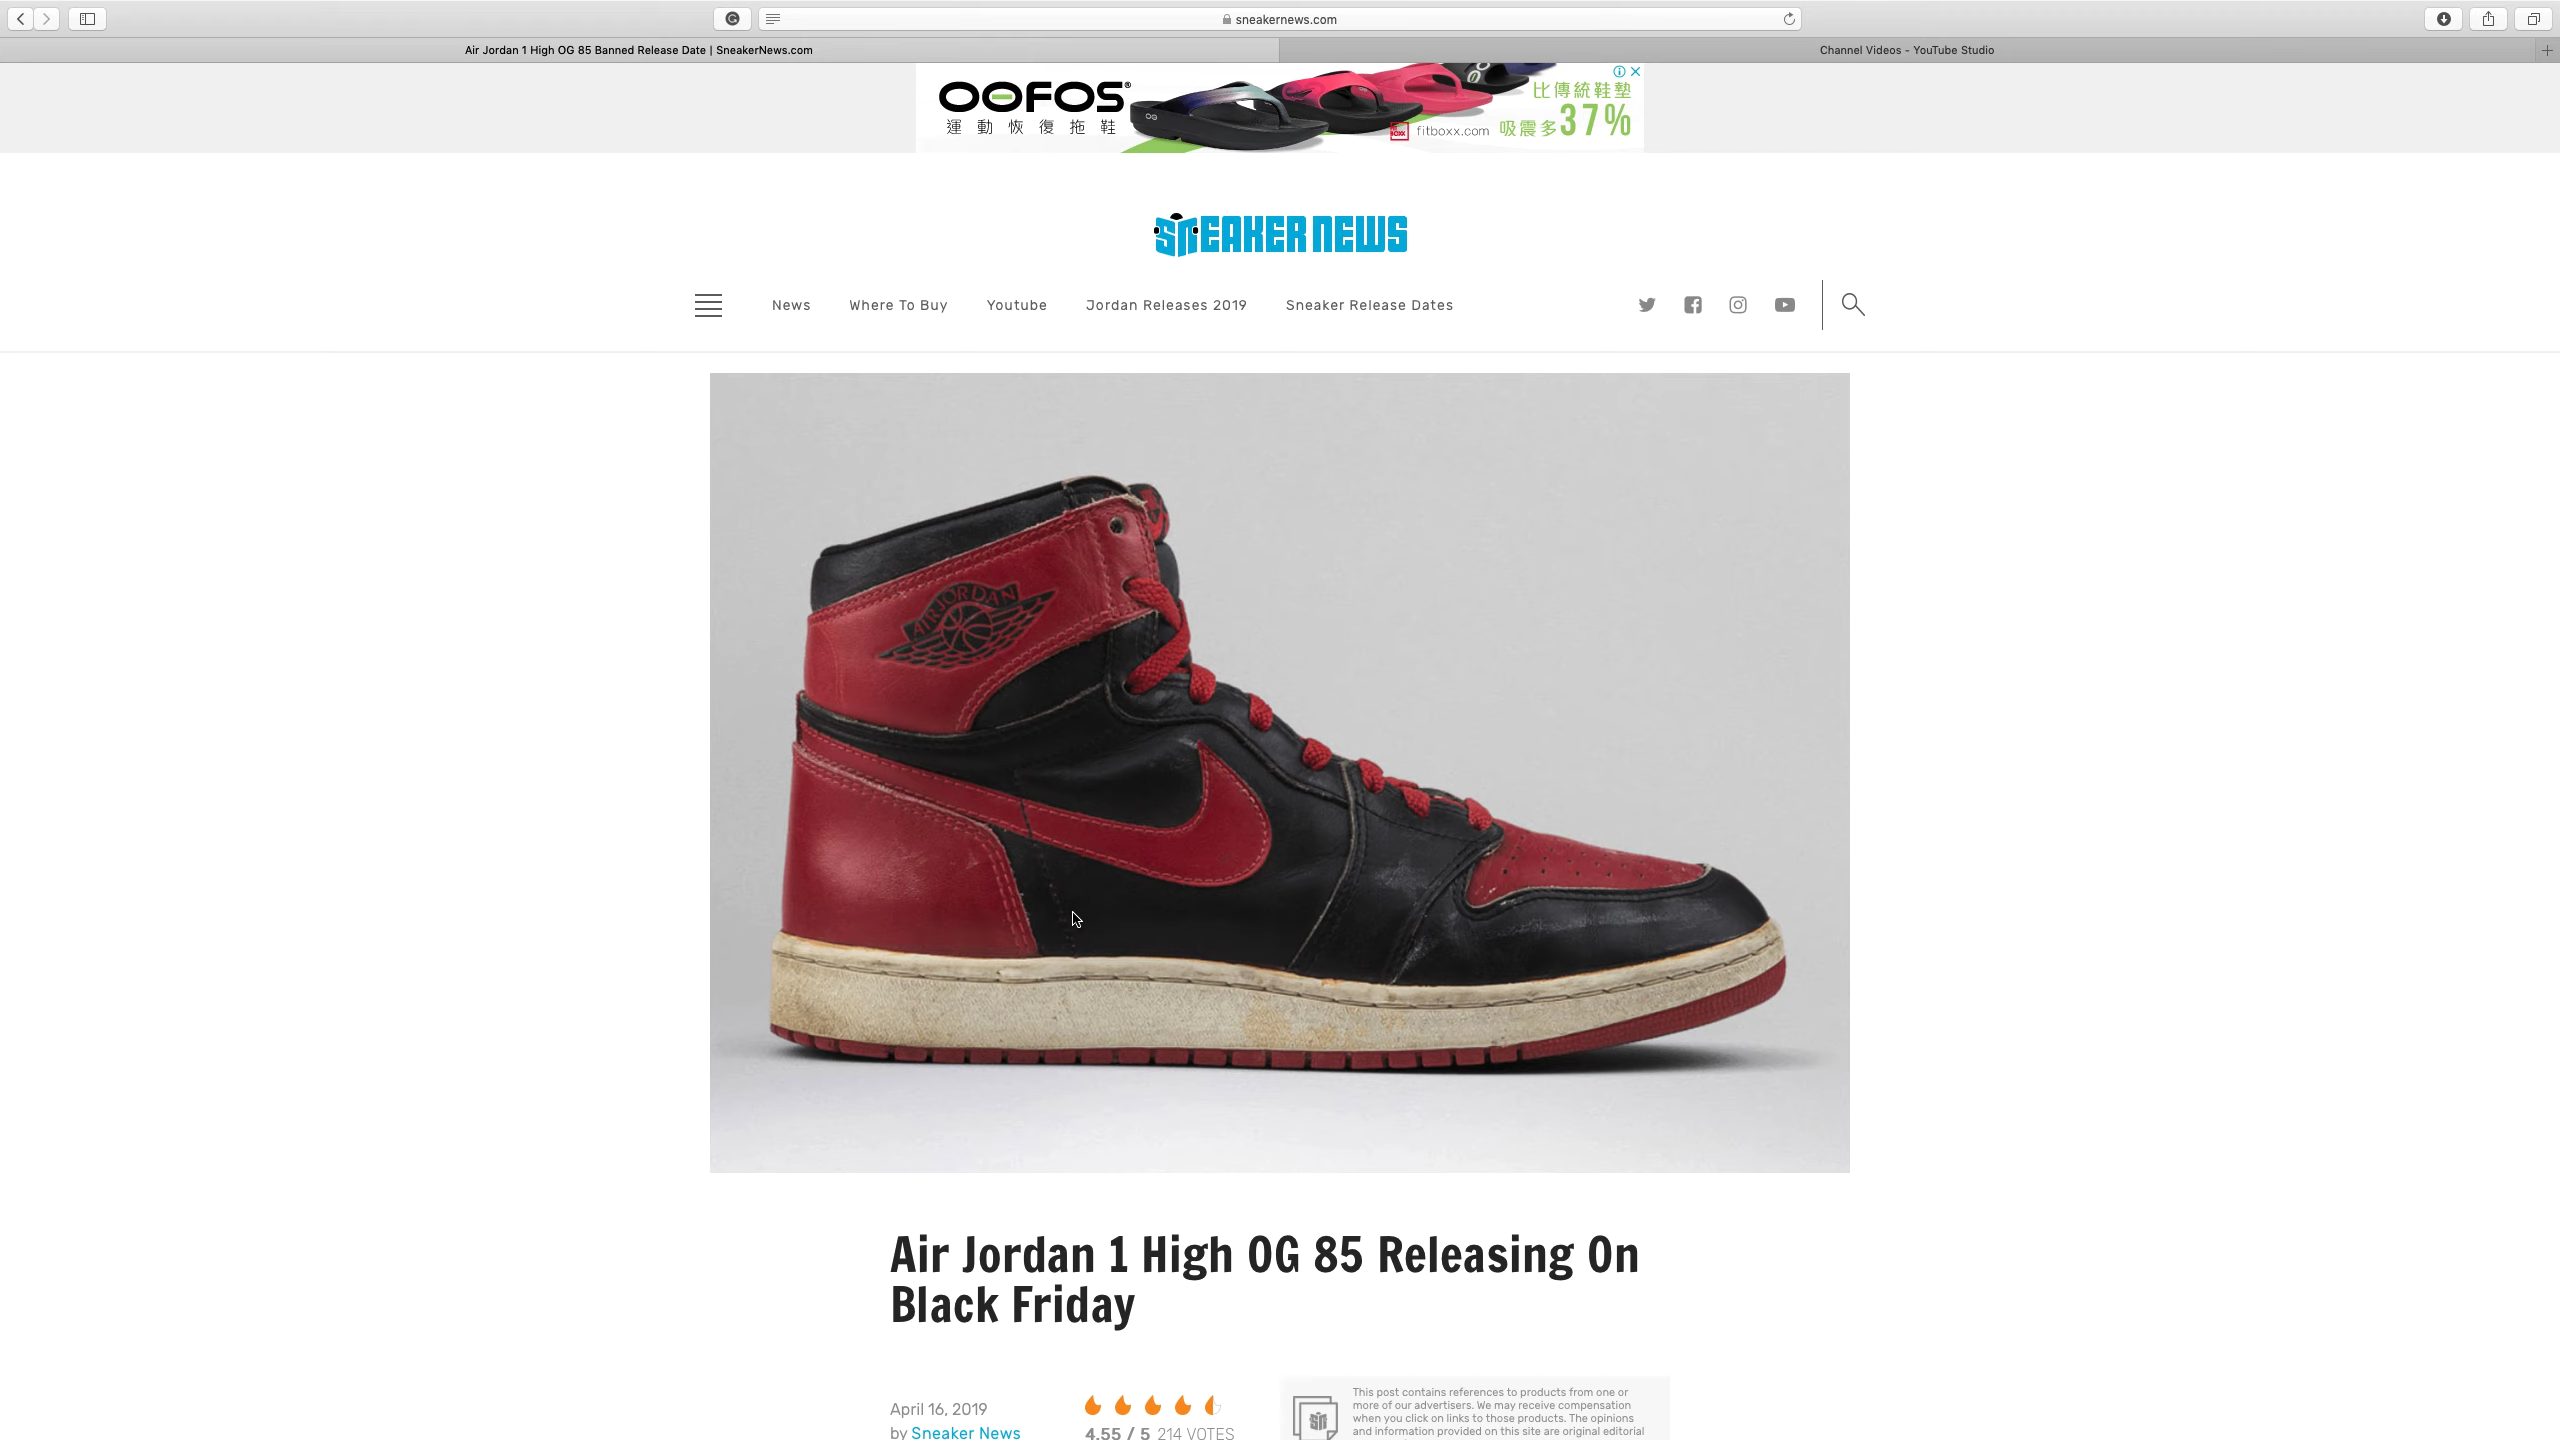 sneakernews.com
Air Jordan 1 High OG 85 Banned Release Date | SneakerNews.com
Channel Videos - YouTube Studio
OOFOS®
運動恢復拖鞋
fitboxx.com
比傳統鞋墊
吸震多37%
SNEAKER NEWS
News
Where To Buy
Youtube
Jordan Releases 2019
Sneaker Release Dates
AIR JORDAN
Air Jordan 1 High OG 85 Releasing On
Black Friday
April 16, 2019
by Sneaker News
4.55 / 5 214 VOTES
This post contains references to products from one or
more of our advertisers. We may receive compensation
when you click on links to those products. The opinions
and information provided on this site are original editorial